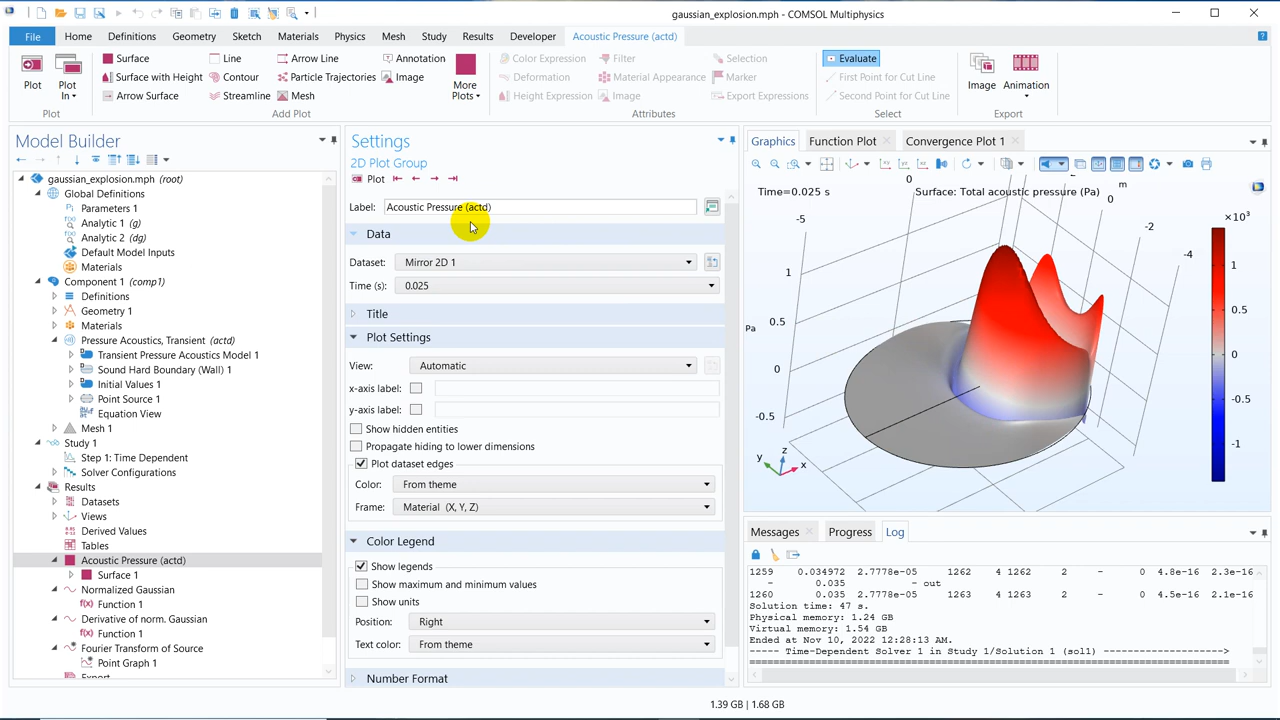 gaussian_explosion.mph - COMSOL Multiphysics
File Home Definitions Geometry Sketch Materials Physics Mesh Study Results Developer Acoustic Pressure (actd)
Plot
Plot In
Surface
Surface with Height
Arrow Surface
Line
Contour
Streamline
Arrow Line
Particle Trajectories
Mesh
Annotation
Image
More Plots
Color Expression
Deformation
Height Expression
Filter
Material Appearance
Image
Selection
Marker
Export Expressions
Evaluate
First Point for Cut Line
Second Point for Cut Line
Image
Animation
Plot Add Plot Attributes Select Export
Model Builder
gaussian_explosion.mph (root)
Global Definitions
Parameters 1
Analytic 1 (g)
Analytic 2 (dg)
Default Model Inputs
Materials
Component 1 (comp1)
Definitions
Geometry 1
Materials
Pressure Acoustics, Transient (actd)
Transient Pressure Acoustics Model 1
Sound Hard Boundary (Wall) 1
Initial Values 1
Point Source 1
Equation View
Mesh 1
Study 1
Step 1: Time Dependent
Solver Configurations
Results
Datasets
Views
Derived Values
Tables
Acoustic Pressure (actd)
Surface 1
Normalized Gaussian
Function 1
Derivative of norm. Gaussian
Function 1
Fourier Transform of Source
Point Graph 1
Settings
2D Plot Group
Plot
Label: Acoustic Pressure (actd)
Data
Dataset: Mirror 2D 1
Time (s): 0.025
Title
Plot Settings
View: Automatic
x-axis label:
y-axis label:
Show hidden entities
Propagate hiding to lower dimensions
Plot dataset edges
Color: From theme
Frame: Material (X, Y, Z)
Color Legend
Show legends
Show maximum and minimum values
Show units
Position: Right
Text color: From theme
Number Format
Graphics Function Plot Convergence Plot 1
Time=0.025 s Surface: Total acoustic pressure (Pa)
0
m
0
-5
-2
-4
1
0.5
0
-0.5
Pa
y z x
×10³
1
0.5
0
-0.5
-1
Messages Progress Log
1259 0.034972 2.7778e-05 1262 4 1262 2 - 0 4.8e-16 2.3e-16
- 0.035 - out
1260 0.035 2.7778e-05 1263 4 1263 2 - 0 4.5e-16 2.1e-16
Solution time: 47 s.
Physical memory: 1.24 GB
Virtual memory: 1.54 GB
Ended at Nov 10, 2022 12:28:13 AM.
----- Time-Dependent Solver 1 in Study 1/Solution 1 (sol1) -------------------->
1.39 GB | 1.68 GB